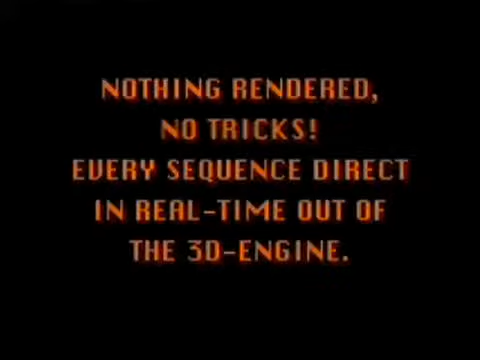 NOTHING RENDERED,
NO TRICKS!
EVERY SEQUENCE DIRECT
IN REAL-TIME OUT OF
THE 3D-ENGINE.